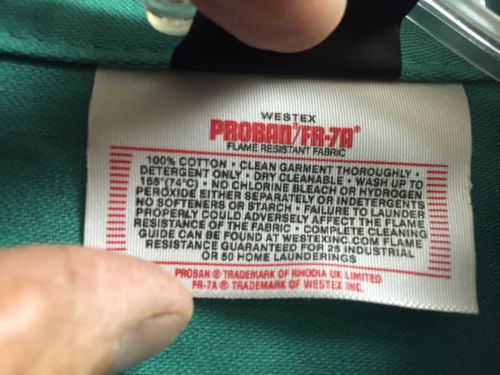 WESTEX
PROBAN®/FR-7A®
FLAME RESISTANT FABRIC
100% COTTON • CLEAN GARMENT THOROUGHLY •
DETERGENT ONLY • DRY CLEANABLE • WASH UP TO
165° (74°C) • NO CHLORINE BLEACH OR HYDROGEN
PEROXIDE EITHER SEPARATELY OR INDETERGENTS
NO SOFTENERS OR STARCH • FAILURE TO LAUNDER
PROPERLY COULD ADVERSELY AFFECT THE FLAME
RESISTANCE OF THE FABRIC • COMPLETE CLEANING
GUIDE CAN BE FOUND AT WESTEXINC.COM FLAME
RESISTANCE GUARANTEED FOR 25 INDUSTRIAL
OR 50 HOME LAUNDERINGS
PROBAN ® TRADEMARK OF RHODIA UK LIMITED
FR-7A ® TRADEMARK OF WESTEX INC.